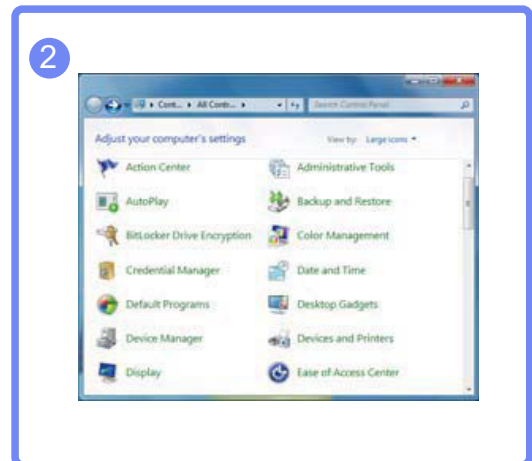 2
Cont... All Contr... Search Control Panel
Adjust your computer's settings View by: Large icons
Action Center Administrative Tools
AutoPlay Backup and Restore
BitLocker Drive Encryption Color Management
Credential Manager Date and Time
Default Programs Desktop Gadgets
Device Manager Devices and Printers
Display Ease of Access Center